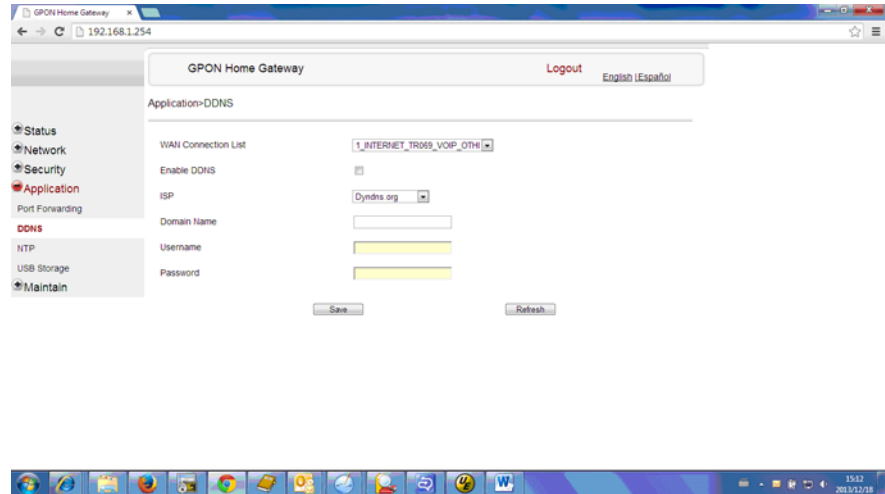 GPON Home Gateway
192.168.1.254
GPON Home Gateway
Logout
English |Español
Application>DDNS
Status
Network
Security
Application
Port Forwarding
DDNS
NTP
USB Storage
Maintain
WAN Connection List
1_INTERNET_TR069_VOIP_OTHI
Enable DDNS
ISP
Dyndns.org
Domain Name
Username
Password
Save
Refresh
15:12
2013/12/18